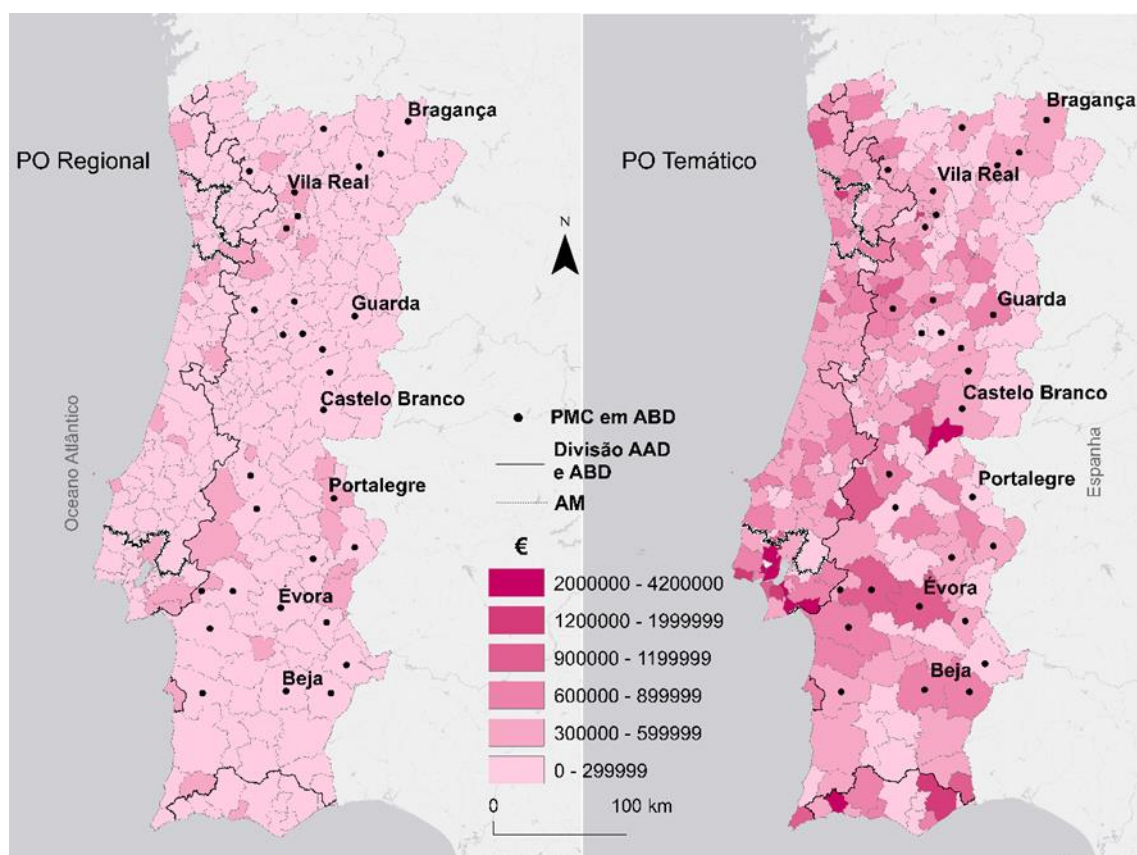 PO Regional
Bragança
Vila Real
Guarda
Castelo Branco
Portalegre
Évora
Beja
Oceano Atlântico
N
PMC em ABD
Divisão AAD
e ABD
AM
€
2000000 - 4200000
1200000 - 1999999
900000 - 1199999
600000 - 899999
300000 - 599999
0 - 299999
0 100 km
PO Temático
Bragança
Vila Real
Guarda
Castelo Branco
Portalegre
Évora
Beja
Espanha